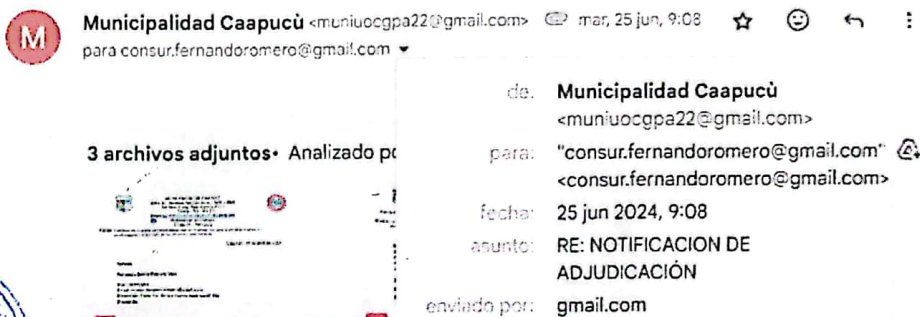 M
Municipalidad Caapucù <muniuocgpa22@gmail.com> mar, 25 jun, 9:08
para consur.fernandoromero@gmail.com
de: Municipalidad Caapucù
<muniuocgpa22@gmail.com>
3 archivos adjuntos • Analizado po
para: "consur.fernandoromero@gmail.com"
<consur.fernandoromero@gmail.com>
fecha: 25 jun 2024, 9:08
asunto: RE: NOTIFICACION DE
ADJUDICACIÓN
enviado por: gmail.com